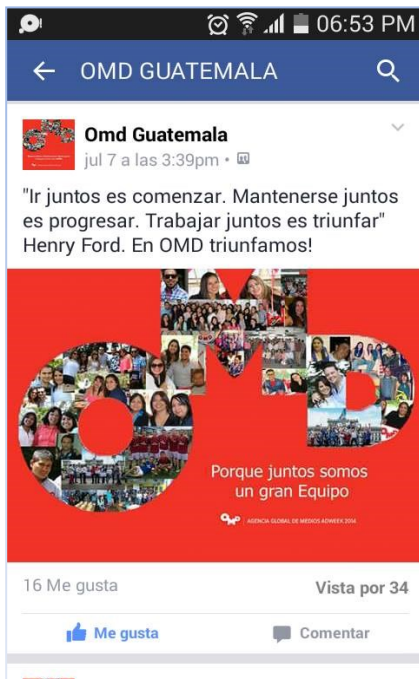 06:53 PM
OMD GUATEMALA
Omd Guatemala
jul 7 a las 3:39pm •
"Ir juntos es comenzar. Mantenerse juntos
es progresar. Trabajar juntos es triunfar"
Henry Ford. En OMD triunfamos!
OMD
Porque juntos somos
un gran Equipo
AGENCIA GLOBAL DE MEDIOS ADWEEK 2014
16 Me gusta
Vista por 34
Me gusta
Comentar